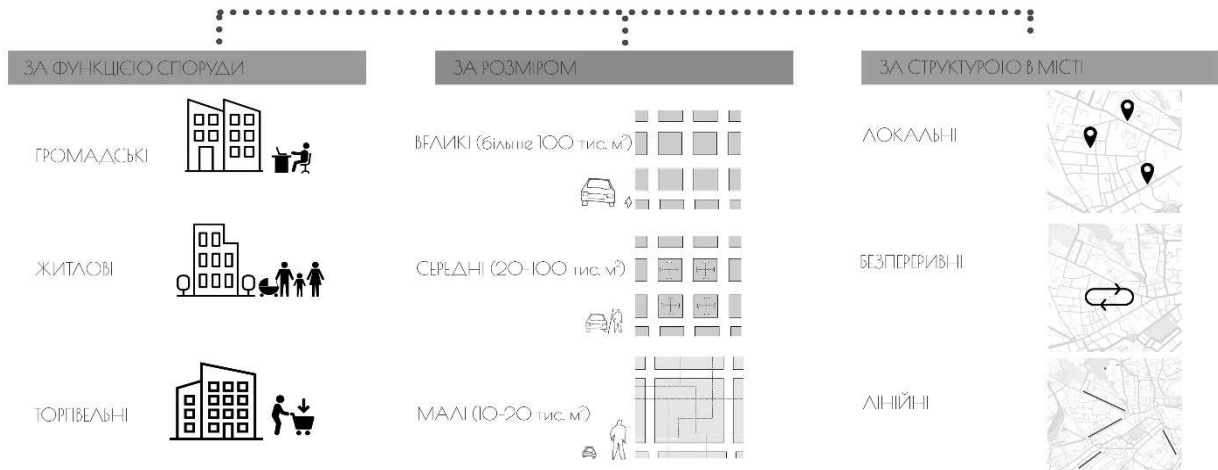 ЗА ФУНКЦІЄЮ СПОРУДИ
ГРОМАДСЬКІ
ЖИТЛОВІ
ТОРГІВЕЛЬНІ
ЗА РОЗМІРОМ
ВЕЛИКІ (більше 100 тис. м²)
СЕРЕДНІ (20-100 тис. м²)
МАЛІ (10-20 тис. м²)
ЗА СТРУКТУРОЮ В МІСТІ
ЛОКАЛЬНІ
БЕЗПЕРЕРИВНІ
ЛІНІЙНІ